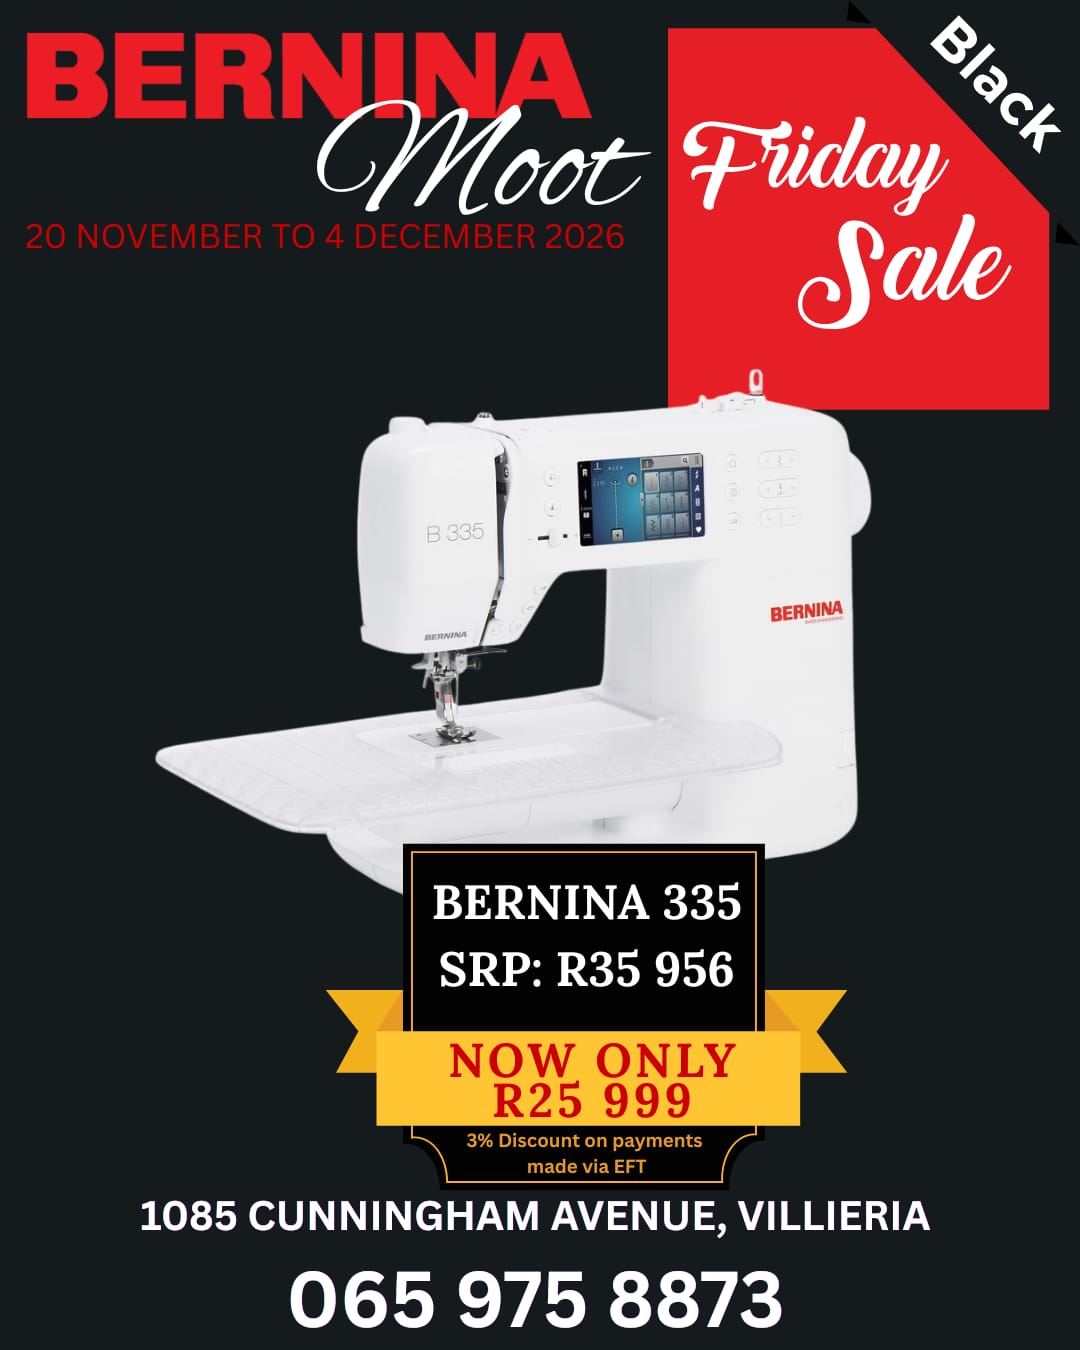 BERNINA
Moot
20 NOVEMBER TO 4 DECEMBER 2026
Black
Friday
Sale
B 335
BERNINA
BERNINA
BERNINA 335
SRP: R35 956
NOW ONLY
R25 999
3% Discount on payments
made via EFT
1085 CUNNINGHAM AVENUE, VILLIERIA
065 975 8873